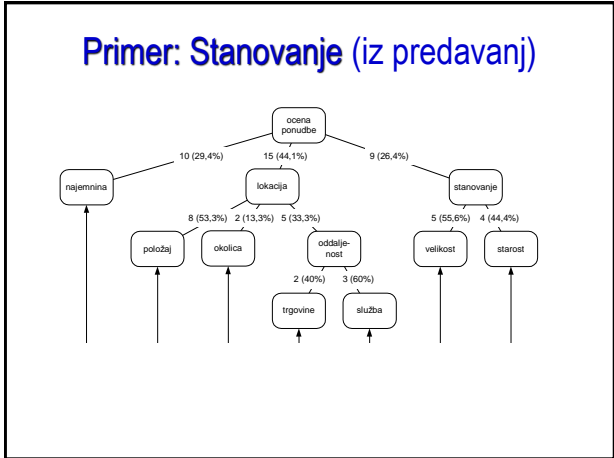 Primer: Stanovanje (iz predavanj)
ocena
ponudbe
10 (29,4%) 15 (44,1%) 9 (26,4%)
najemnina lokacija stanovanje
8 (53,3%) 2 (13,3%) 5 (33,3%) 5 (55,6%) 4 (44,4%)
položaj okolica oddalje-
nost velikost starost
2 (40%) 3 (60%)
trgovine služba